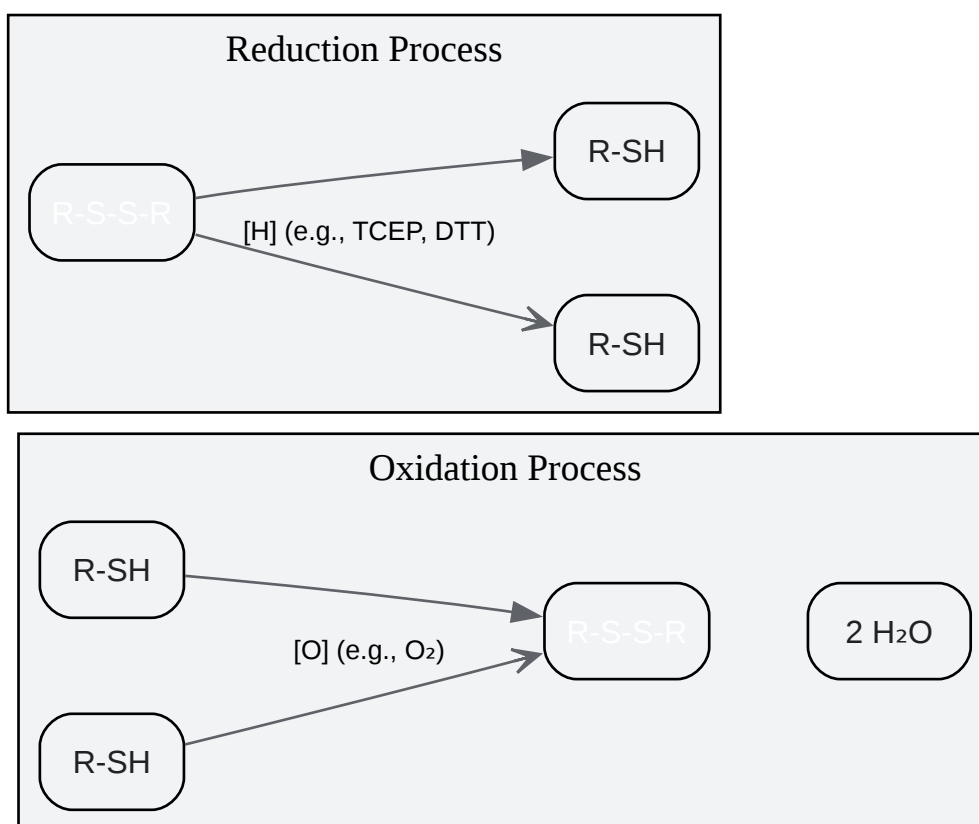 Reduction Process
R-SH
R-S-S-R
[H] (e.g., TCEP, DTT)
R-SH
Oxidation Process
R-SH
R-S-S-R
2 H₂O
[O] (e.g., O₂)
R-SH